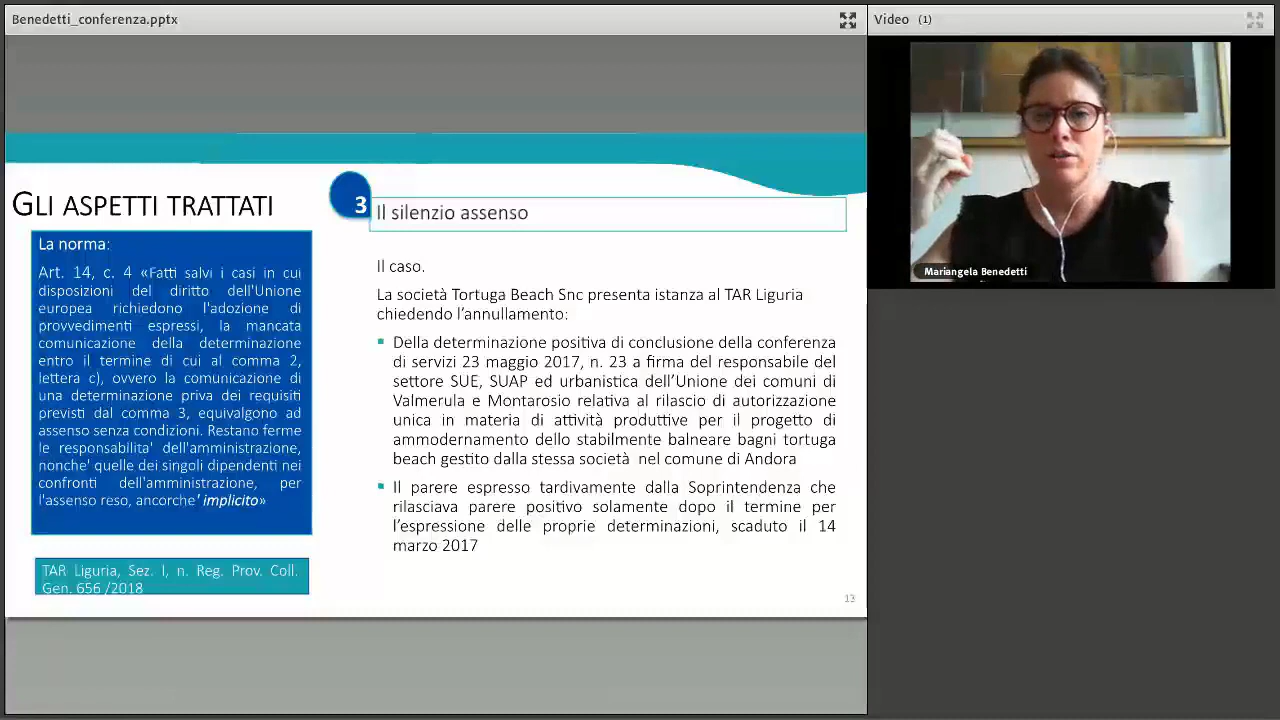 Benedetti_conferenza.pptx
Video (1)
Mariangela Benedetti
GLI ASPETTI TRATTATI
3
Il silenzio assenso
La norma:
Art. 14, c. 4 «Fatti salvi i casi in cui
disposizioni del diritto dell'Unione
europea richiedono l'adozione di
provvedimenti espressi, la mancata
comunicazione della determinazione
entro il termine di cui al comma 2,
lettera c), ovvero la comunicazione di
una determinazione priva dei requisiti
previsti dal comma 3, equivalgono ad
assenso senza condizioni. Restano ferme
le responsabilita' dell'amministrazione,
nonche' quelle dei singoli dipendenti nei
confronti dell'amministrazione, per
l'assenso reso, ancorche' implicito»
TAR Liguria, Sez. I, n. Reg. Prov. Coll.
Gen. 656 /2018
Il caso.
La società Tortuga Beach Snc presenta istanza al TAR Liguria
chiedendo l’annullamento:
Della determinazione positiva di conclusione della conferenza
di servizi 23 maggio 2017, n. 23 a firma del responsabile del
settore SUE, SUAP ed urbanistica dell’Unione dei comuni di
Valmerula e Montarosio relativa al rilascio di autorizzazione
unica in materia di attività produttive per il progetto di
ammodernamento dello stabilmente balneare bagni tortuga
beach gestito dalla stessa società nel comune di Andora
Il parere espresso tardivamente dalla Soprintendenza che
rilasciava parere positivo solamente dopo il termine per
l’espressione delle proprie determinazioni, scaduto il 14
marzo 2017
13